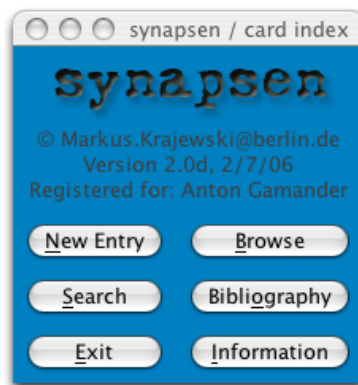 synapsen / card index
synapsen
© Markus.Krajewski@berlin.de
Version 2.0d, 2/7/06
Registered for: Anton Gamander
New Entry Browse
Search Bibliography
Exit Information